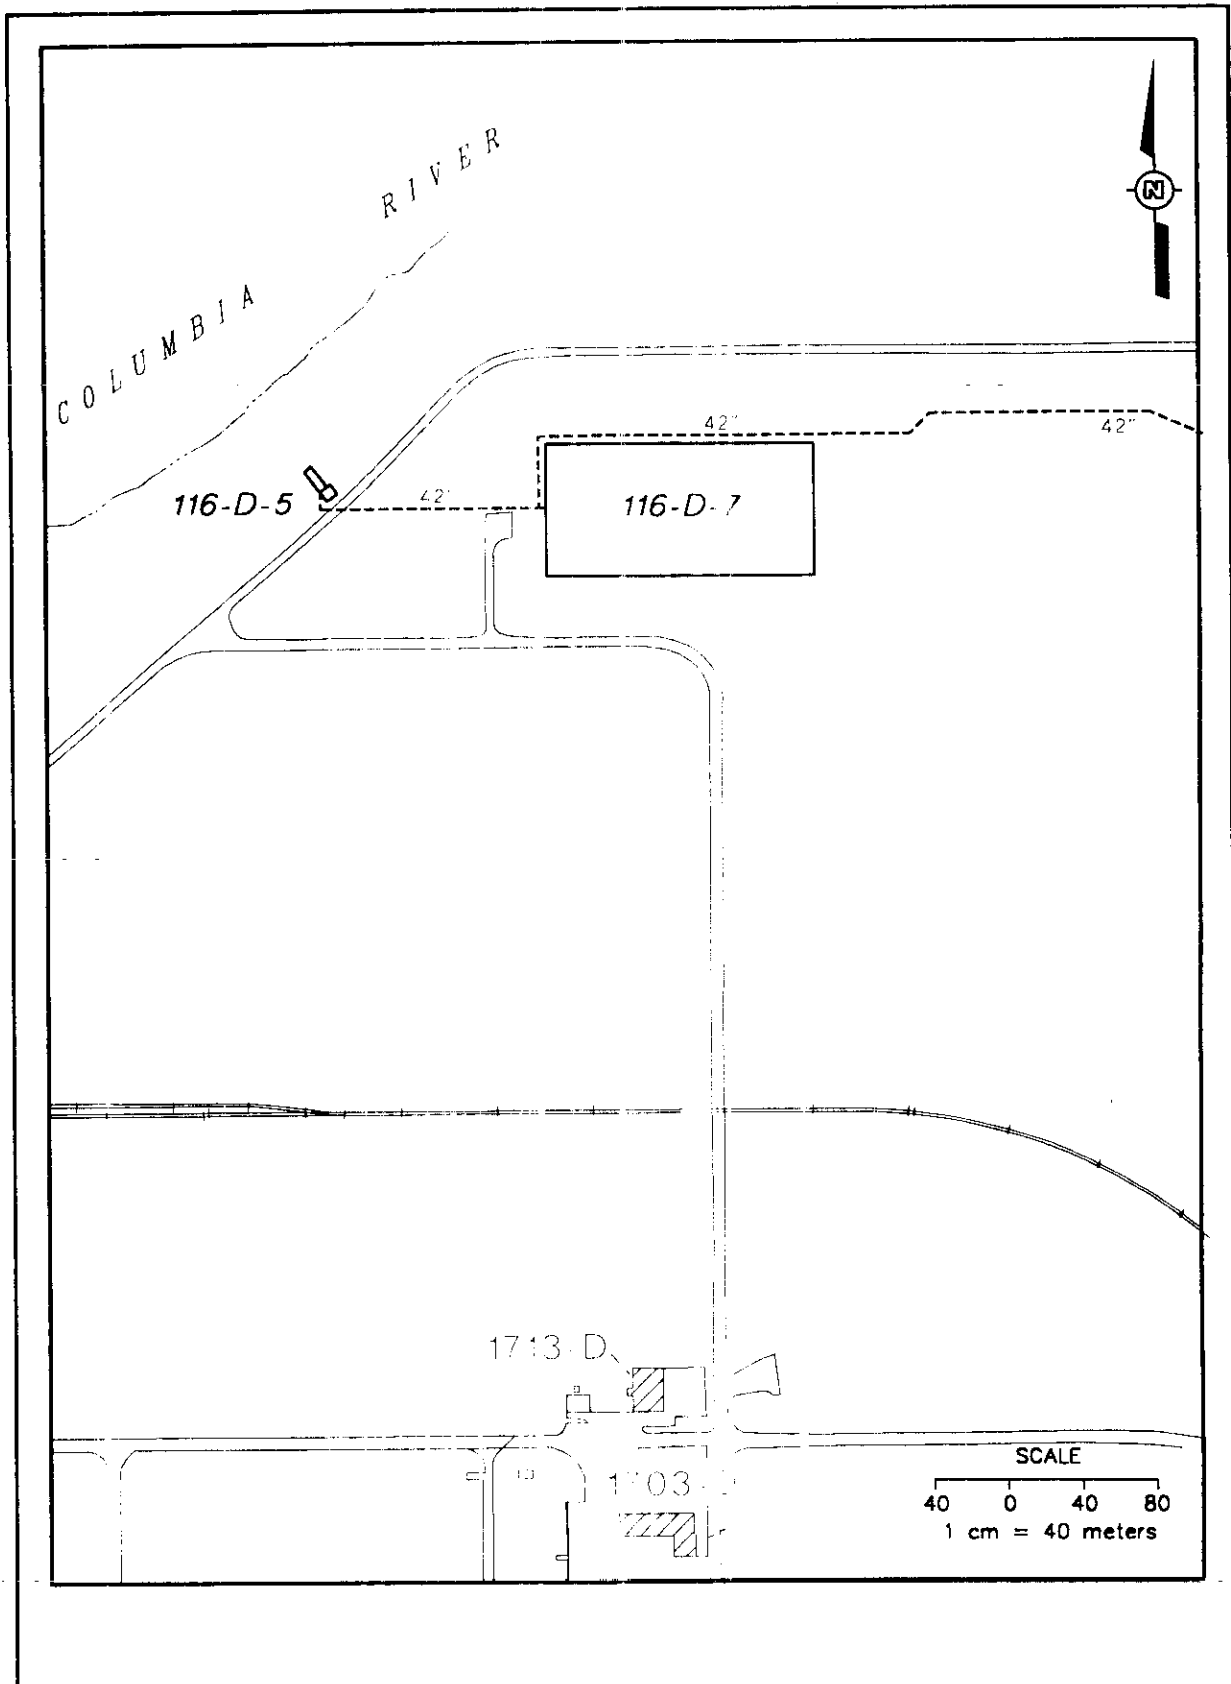 N
COLUMBIA RIVER
42"
42"
116-D-5
42"
116-D-7
1713-D
SCALE
40 0 40 80
1 cm = 40 meters